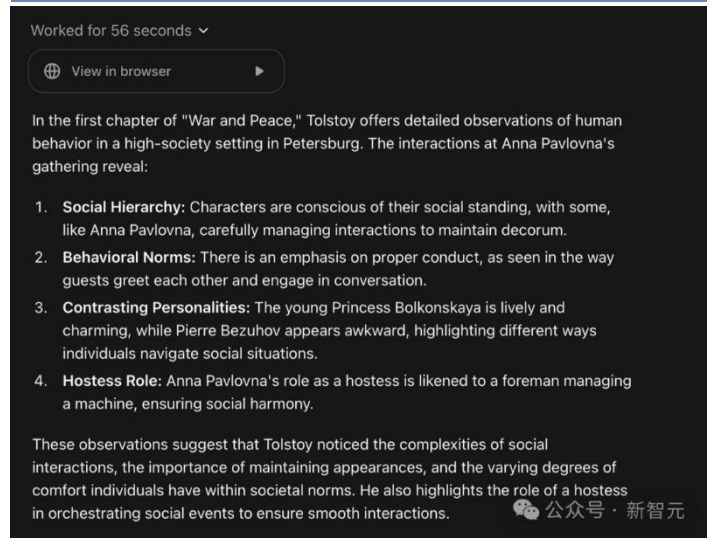 Worked for 56 seconds
View in browser
In the first chapter of "War and Peace," Tolstoy offers detailed observations of human
behavior in a high-society setting in Petersburg. The interactions at Anna Pavlovna's
gathering reveal:
1. Social Hierarchy: Characters are conscious of their social standing, with some,
like Anna Pavlovna, carefully managing interactions to maintain decorum.
2. Behavioral Norms: There is an emphasis on proper conduct, as seen in the way
guests greet each other and engage in conversation.
3. Contrasting Personalities: The young Princess Bolkonskaya is lively and
charming, while Pierre Bezuhov appears awkward, highlighting different ways
individuals navigate social situations.
4. Hostess Role: Anna Pavlovna's role as a hostess is likened to a foreman managing
a machine, ensuring social harmony.
These observations suggest that Tolstoy noticed the complexities of social
interactions, the importance of maintaining appearances, and the varying degrees of
comfort individuals have within societal norms. He also highlights the role of a hostess
in orchestrating social events to ensure smooth interactions.
公众号 · 新智元